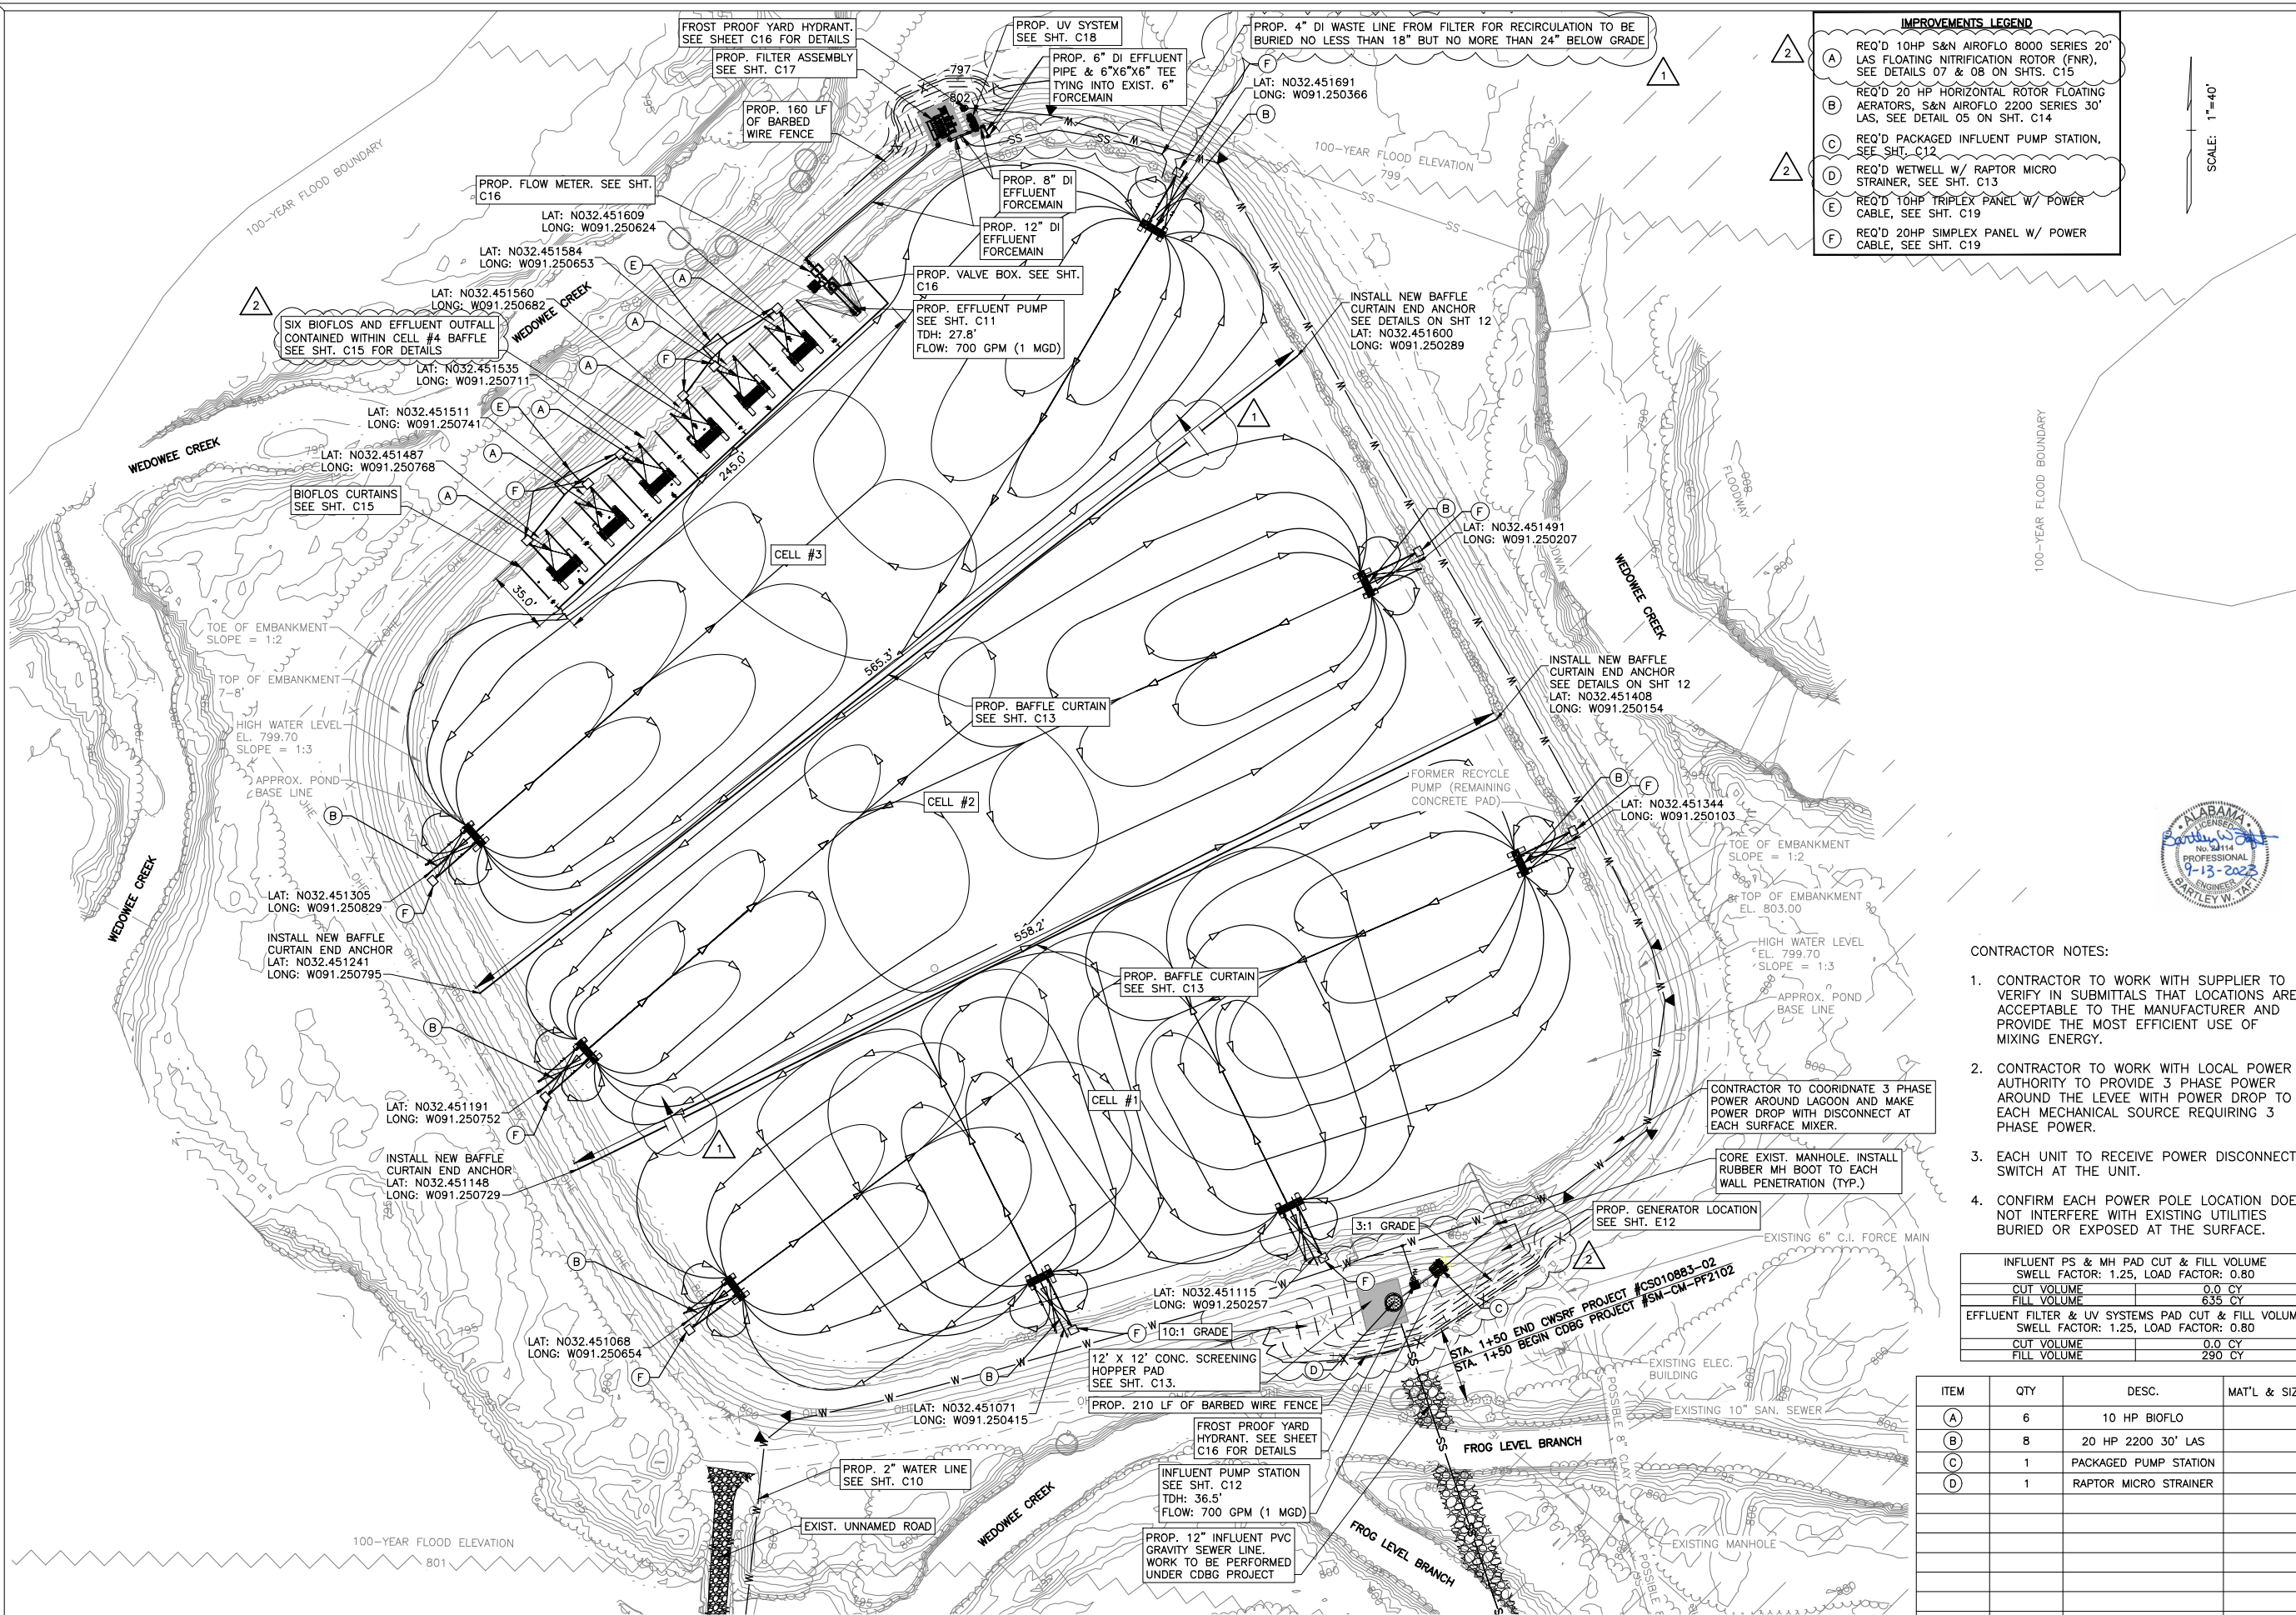 FROST PROOF YARD HYDRANT.
SEE SHEET C16 FOR DETAILS
PROP. FILTER ASSEMBLY
SEE SHT. C17
PROP. 160 LF
OF BARBED
WIRE FENCE
PROP. UV SYSTEM
SEE SHT. C18
PROP. 6" DI EFFLUENT
PIPE & 6"X6"X6" TEE
TYING INTO EXIST. 6"
FORCEMAIN
797
802
PROP. 4" DI WASTE LINE FROM FILTER FOR RECIRCULATION TO BE
BURIED NO LESS THAN 18" BUT NO MORE THAN 24" BELOW GRADE
1
F
LAT: N032.451691
LONG: W091.250366
B
100-YEAR FLOOD ELEVATION
799
IMPROVEMENTS LEGEND
2
A
REQ'D 10HP S&N AIROFLO 8000 SERIES 20'
LAS FLOATING NITRIFICATION ROTOR (FNR),
SEE DETAILS 07 & 08 ON SHTS. C15
B
REQ'D 20 HP HORIZONTAL ROTOR FLOATING
AERATORS, S&N AIROFLO 2200 SERIES 30'
LAS, SEE DETAIL 05 ON SHT. C14
C
REQ'D PACKAGED INFLUENT PUMP STATION,
SEE SHT. C12
2
D
REQ'D WETWELL W/ RAPTOR MICRO
STRAINER, SEE SHT. C13
E
REQ'D 10HP TRIPLEX PANEL W/ POWER
CABLE, SEE SHT. C19
F
REQ'D 20HP SIMPLEX PANEL W/ POWER
CABLE, SEE SHT. C19
SCALE: 1"=40'
100-YEAR FLOOD BOUNDARY
PROP. FLOW METER. SEE SHT.
C16
PROP. 8" DI
EFFLUENT
FORCEMAIN
PROP. 12" DI
EFFLUENT
FORCEMAIN
PROP. VALVE BOX. SEE SHT.
C16
PROP. EFFLUENT PUMP
SEE SHT. C11
TDH: 27.8'
FLOW: 700 GPM (1 MGD)
LAT: N032.451609
LONG: W091.250624
LAT: N032.451584
LONG: W091.250653
LAT: N032.451560
LONG: W091.250682
WEDOWEE CREEK
2
SIX BIOFLOS AND EFFLUENT OUTFALL
CONTAINED WITHIN CELL #4 BAFFLE
SEE SHT. C15 FOR DETAILS
LAT: N032.451535
LONG: W091.250711
LAT: N032.451511
LONG: W091.250741
LAT: N032.451487
LONG: W091.250768
BIOFLOS CURTAINS
SEE SHT. C15
E
A
A
F
A
E
A
A
F
A
WEDOWEE CREEK
245.0'
35.0'
INSTALL NEW BAFFLE
CURTAIN END ANCHOR
SEE DETAILS ON SHT 12
LAT: N032.451600
LONG: W091.250289
1
CELL #3
B
F
LAT: N032.451491
LONG: W091.250207
FLOODWAY
100-YEAR FLOOD BOUNDARY
WEDOWEE CREEK
TOE OF EMBANKMENT
SLOPE = 1:2
TOP OF EMBANKMENT
7-8'
HIGH WATER LEVEL
EL. 799.70
SLOPE = 1:3
APPROX. POND
BASE LINE
565.3'
PROP. BAFFLE CURTAIN
SEE SHT. C13
INSTALL NEW BAFFLE
CURTAIN END ANCHOR
SEE DETAILS ON SHT 12
LAT: N032.451408
LONG: W091.250154
FORMER RECYCLE
PUMP (REMAINING
CONCRETE PAD)
CELL #2
B
F
LAT: N032.451344
LONG: W091.250103
TOE OF EMBANKMENT
SLOPE = 1:2
TOP OF EMBANKMENT
EL. 803.00
HIGH WATER LEVEL
EL. 799.70
SLOPE = 1:3
APPROX. POND
BASE LINE
WEDOWEE CREEK
B
LAT: N032.451305
LONG: W091.250829
F
INSTALL NEW BAFFLE
CURTAIN END ANCHOR
LAT: N032.451241
LONG: W091.250795
558.2'
PROP. BAFFLE CURTAIN
SEE SHT. C13
B
LAT: N032.451191
LONG: W091.250752
F
INSTALL NEW BAFFLE
CURTAIN END ANCHOR
LAT: N032.451148
LONG: W091.250729
1
CELL #1
ALABAMA
LICENSED
No. 24114
PROFESSIONAL
9-13-2023
ENGINEER
BARTLEY W. TAFT
CONTRACTOR NOTES:
1. CONTRACTOR TO WORK WITH SUPPLIER TO
VERIFY IN SUBMITTALS THAT LOCATIONS ARE
ACCEPTABLE TO THE MANUFACTURER AND
PROVIDE THE MOST EFFICIENT USE OF
MIXING ENERGY.
2. CONTRACTOR TO WORK WITH LOCAL POWER
AUTHORITY TO PROVIDE 3 PHASE POWER
AROUND THE LEVEE WITH POWER DROP TO
EACH MECHANICAL SOURCE REQUIRING 3
PHASE POWER.
3. EACH UNIT TO RECEIVE POWER DISCONNECT
SWITCH AT THE UNIT.
4. CONFIRM EACH POWER POLE LOCATION DOE
NOT INTERFERE WITH EXISTING UTILITIES
BURIED OR EXPOSED AT THE SURFACE.
CONTRACTOR TO COORIDNATE 3 PHASE
POWER AROUND LAGOON AND MAKE
POWER DROP WITH DISCONNECT AT
EACH SURFACE MIXER.
CORE EXIST. MANHOLE. INSTALL
RUBBER MH BOOT TO EACH
WALL PENETRATION (TYP.)
PROP. GENERATOR LOCATION
SEE SHT. E12
2
EXISTING 6" C.I. FORCE MAIN
3:1 GRADE
STA. 1+50 END CWSRF PROJECT #CS010883-02
STA. 1+50 BEGIN CDBG PROJECT #SM-CM-PF2102
C
F
LAT: N032.451115
LONG: W091.250257
10:1 GRADE
F
D
12' X 12' CONC. SCREENING
HOPPER PAD
SEE SHT. C13.
PROP. 210 LF OF BARBED WIRE FENCE
B
LAT: N032.451068
LONG: W091.250654
F
B
LAT: N032.451071
LONG: W091.250415
FROST PROOF YARD
HYDRANT. SEE SHEET
C16 FOR DETAILS
INFLUENT PUMP STATION
SEE SHT. C12
TDH: 36.5'
FLOW: 700 GPM (1 MGD)
PROP. 12" INFLUENT PVC
GRAVITY SEWER LINE.
WORK TO BE PERFORMED
UNDER CDBG PROJECT
EXISTING ELEC.
BUILDING
EXISTING 10" SAN. SEWER
FROG LEVEL BRANCH
POSSIBLE 8" CLAY
EXISTING MANHOLE
FROG LEVEL BRANCH
WEDOWEE CREEK
PROP. 2" WATER LINE
SEE SHT. C10
EXIST. UNNAMED ROAD
100-YEAR FLOOD ELEVATION
801
INFLUENT PS & MH PAD CUT & FILL VOLUME
SWELL FACTOR: 1.25, LOAD FACTOR: 0.80
CUT VOLUME 0.0 CY
FILL VOLUME 635 CY
EFFLUENT FILTER & UV SYSTEMS PAD CUT & FILL VOLUM
SWELL FACTOR: 1.25, LOAD FACTOR: 0.80
CUT VOLUME 0.0 CY
FILL VOLUME 290 CY
ITEM QTY DESC. MAT'L & SIZ
A 6 10 HP BIOFLO
B 8 20 HP 2200 30' LAS
C 1 PACKAGED PUMP STATION
D 1 RAPTOR MICRO STRAINER